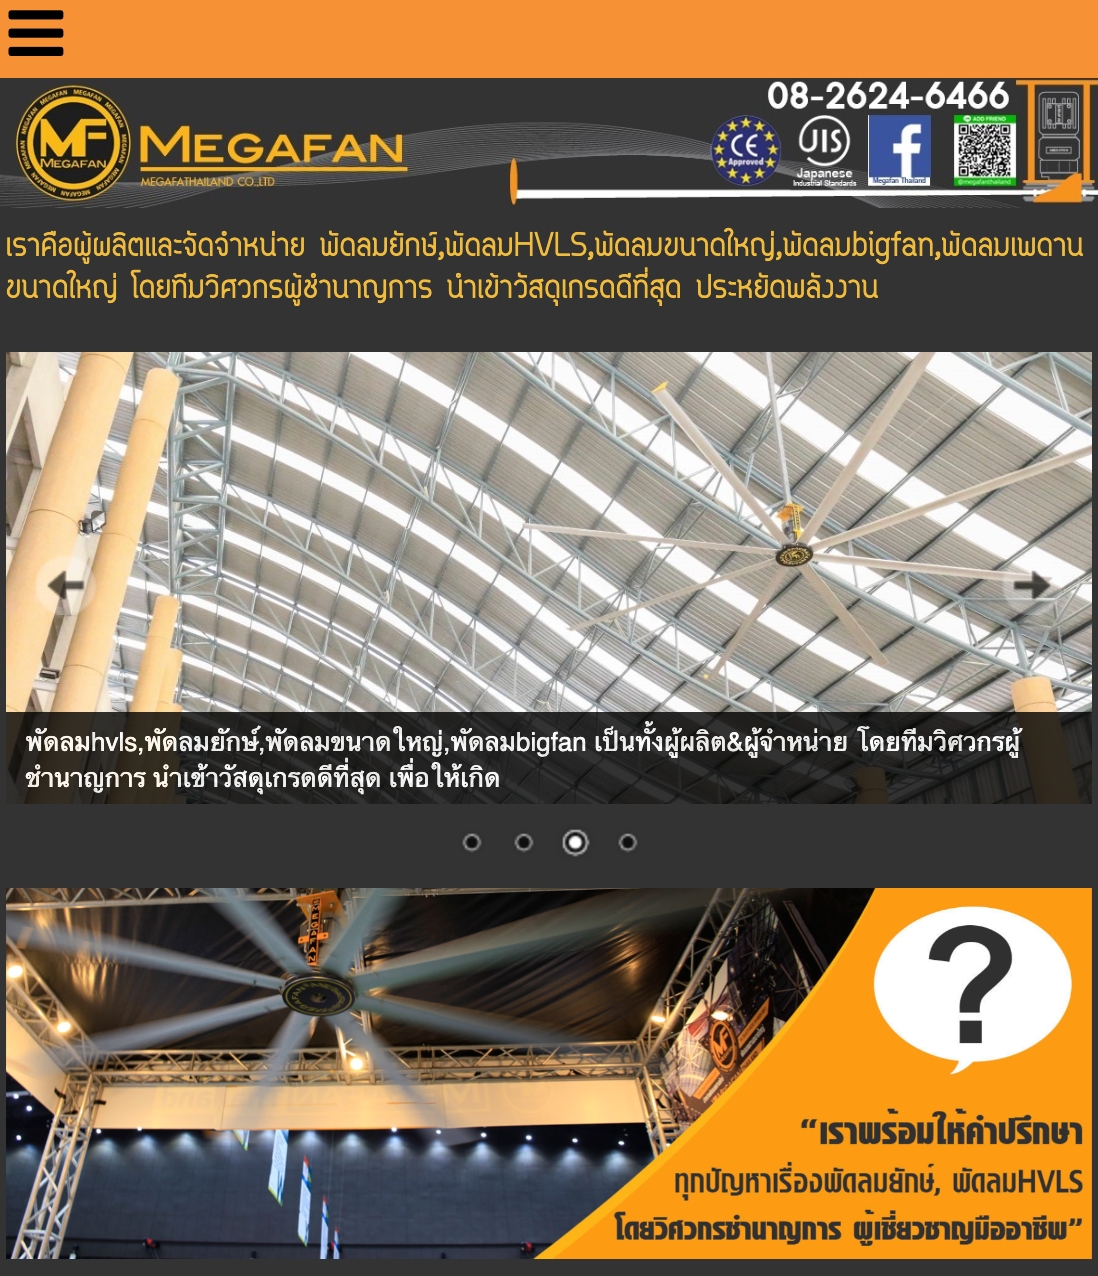 08-2624-6466
MF
MEGAFAN
MEGAFAN
MEGAFATHAILAND CO.,LTD
CE
Approved
JIS
Japanese
Industrial Standards
f
Megafan Thailand
ADD FRIEND
@megafanthailand
เราคือผู้ผลิตและจัดจำหน่าย พัดลมยักษ์,พัดลมHVLS,พัดลมขนาดใหญ่,พัดลมbigfan,พัดลมเพดาน
ขนาดใหญ่ โดยทีมวิศวกรผู้ชำนาญการ นำเข้าวัสดุเกรดดีที่สุด ประหยัดพลังงาน
พัดลมhvls,พัดลมยักษ์,พัดลมขนาดใหญ่,พัดลมbigfan เป็นทั้งผู้ผลิต&ผู้จำหน่าย โดยทีมวิศวกรผู้
ชำนาญการ นำเข้าวัสดุเกรดดีที่สุด เพื่อให้เกิด
MEGAFAN
?
“เราพร้อมให้คำปรึกษา
ทุกปัญหาเรื่องพัดลมยักษ์, พัดลมHVLS
โดยวิศวกรชำนาญการ ผู้เชี่ยวชาญมืออาชีพ”